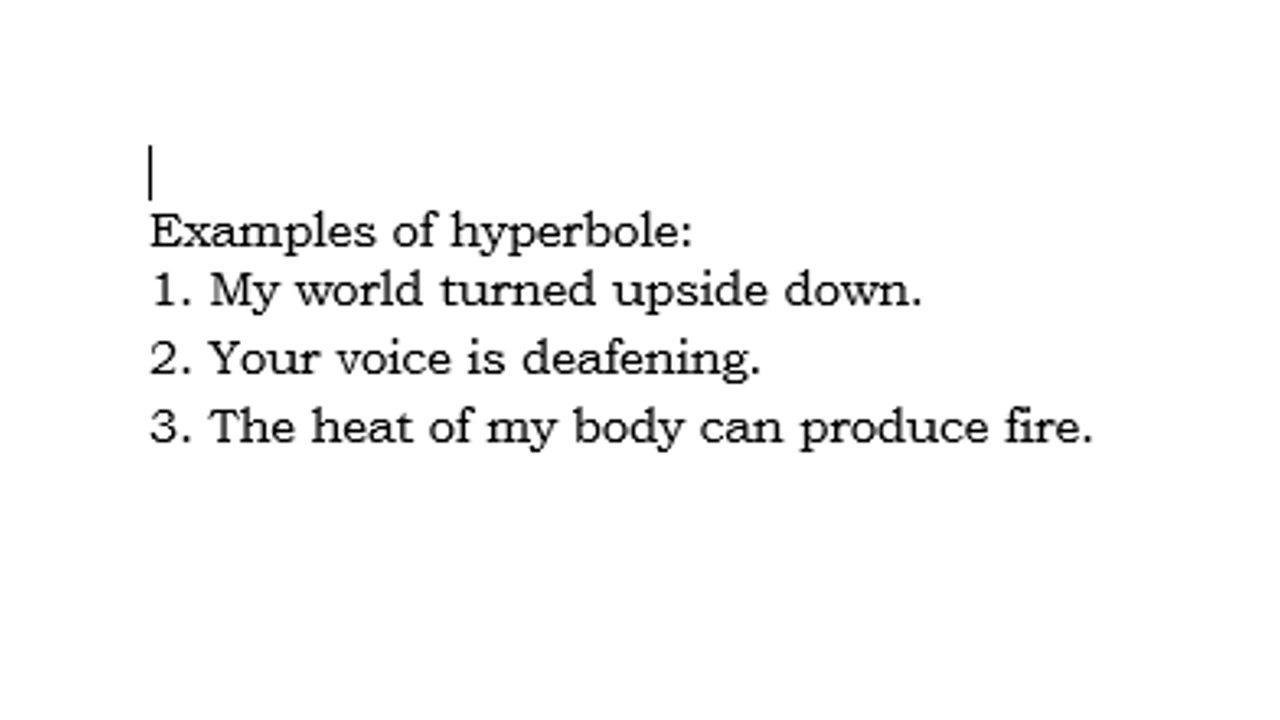 Examples of hyperbole:
1. My world turned upside down.
2. Your voice is deafening.
3. The heat of my body can produce fire.